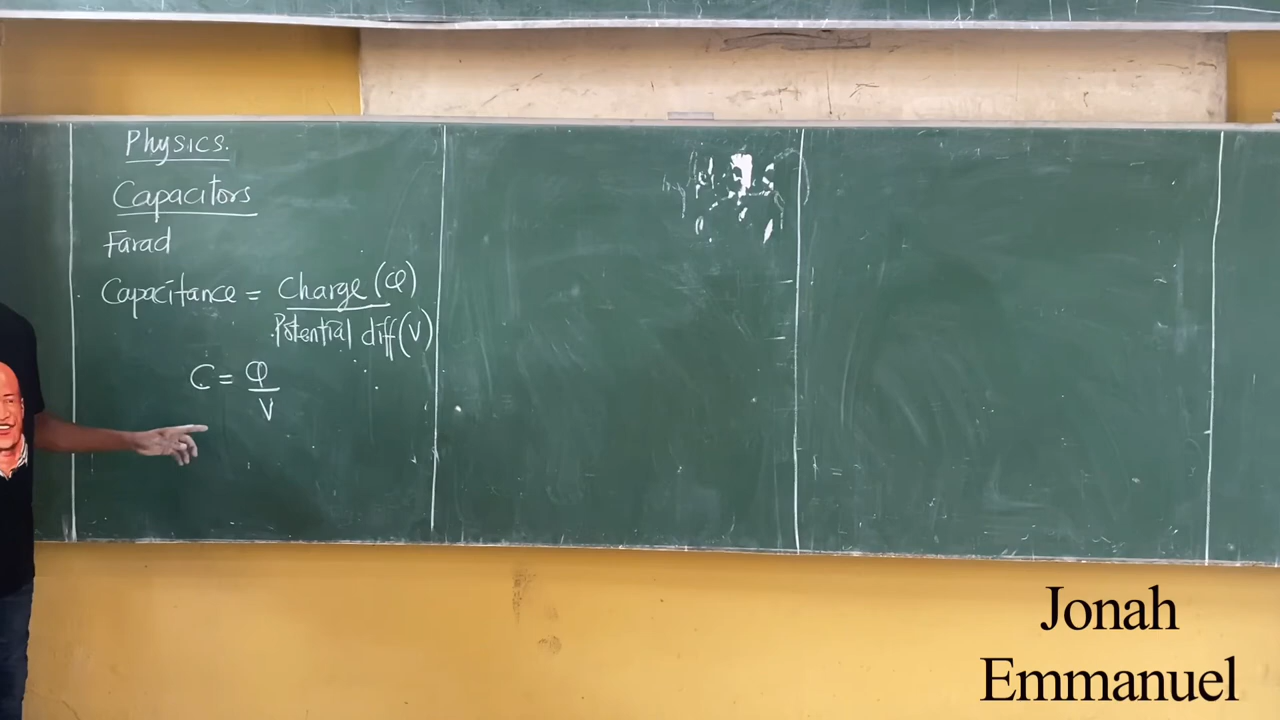 Physics.
Capacitors
Farad
Capacitance = Charge (Q)
Potential diff (V)
C = Q
V
Jonah
Emmanuel